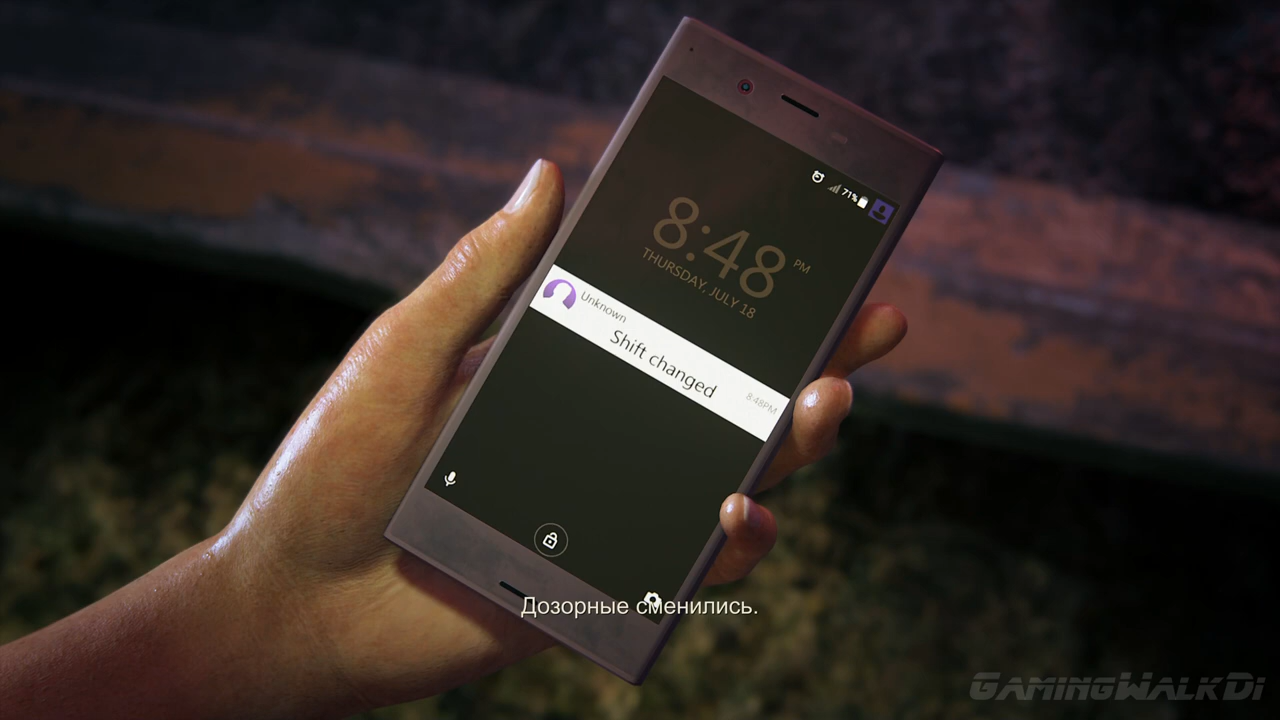 71%
8:48 PM
THURSDAY, JULY 18
Unknown
Shift changed
8:48PM
Дозорные сменились.
GamingWalkDi